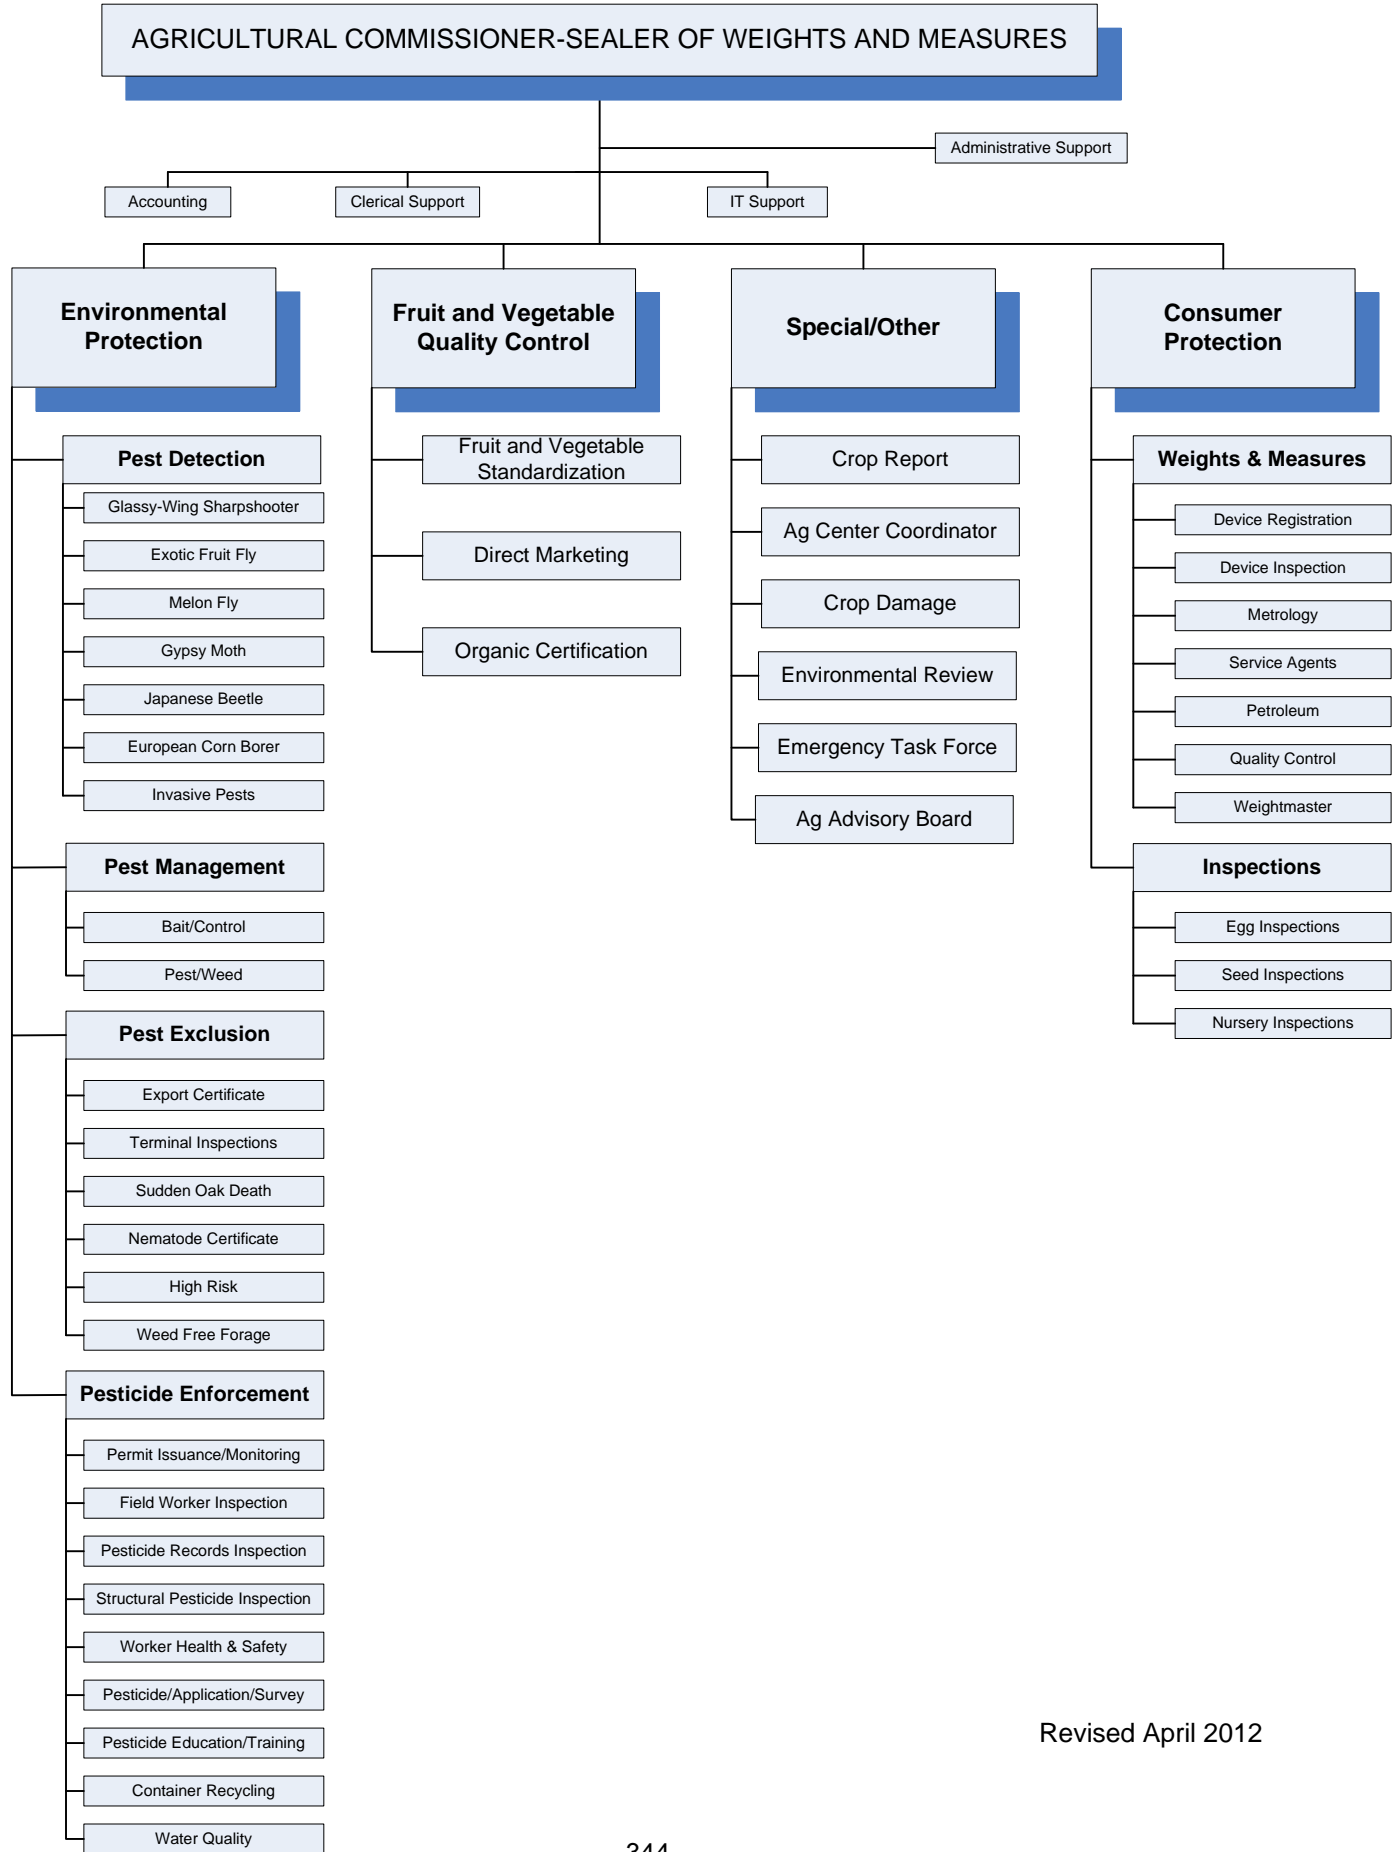 AGRICULTURAL COMMISSIONER-SEALER OF WEIGHTS AND MEASURES
Administrative Support
Accounting
Clerical Support
IT Support
Environmental
Protection
Pest Detection
Glassy-Wing Sharpshooter
Exotic Fruit Fly
Melon Fly
Gypsy Moth
Japanese Beetle
European Corn Borer
Invasive Pests
Pest Management
Bait/Control
Pest/Weed
Pest Exclusion
Export Certificate
Terminal Inspections
Sudden Oak Death
Nematode Certificate
High Risk
Weed Free Forage
Pesticide Enforcement
Permit Issuance/Monitoring
Field Worker Inspection
Pesticide Records Inspection
Structural Pesticide Inspection
Worker Health & Safety
Pesticide/Application/Survey
Pesticide Education/Training
Container Recycling
Water Quality
Fruit and Vegetable
Quality Control
Fruit and Vegetable
Standardization
Direct Marketing
Organic Certification
Special/Other
Crop Report
Ag Center Coordinator
Crop Damage
Environmental Review
Emergency Task Force
Ag Advisory Board
Consumer
Protection
Weights & Measures
Device Registration
Device Inspection
Metrology
Service Agents
Petroleum
Quality Control
Weightmaster
Inspections
Egg Inspections
Seed Inspections
Nursery Inspections
Revised April 2012
344